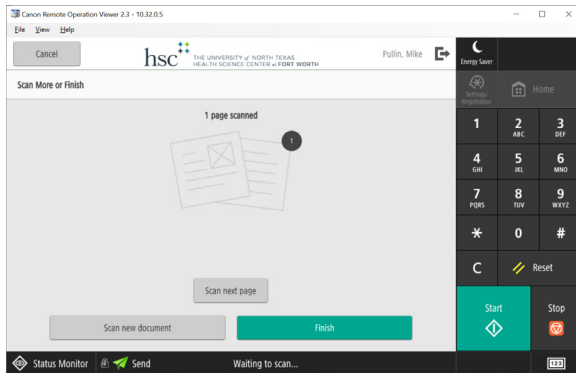 Canon Remote Operation Viewer 2.3 - 10.32.0.5
File View Help
Cancel
hsc
THE UNIVERSITY of NORTH TEXAS
HEALTH SCIENCE CENTER at FORT WORTH
Pullin, Mike
Energy Saver
Scan More or Finish
Settings/
Registration
Home
1 page scanned
1
1
2
ABC
3
DEF
4
GHI
5
JKL
6
MNO
7
PQRS
8
TUV
9
WXYZ
* 0 #
C
Reset
Scan next page
Scan new document
Finish
Start
Stop
Status Monitor
Send
Waiting to scan...
123